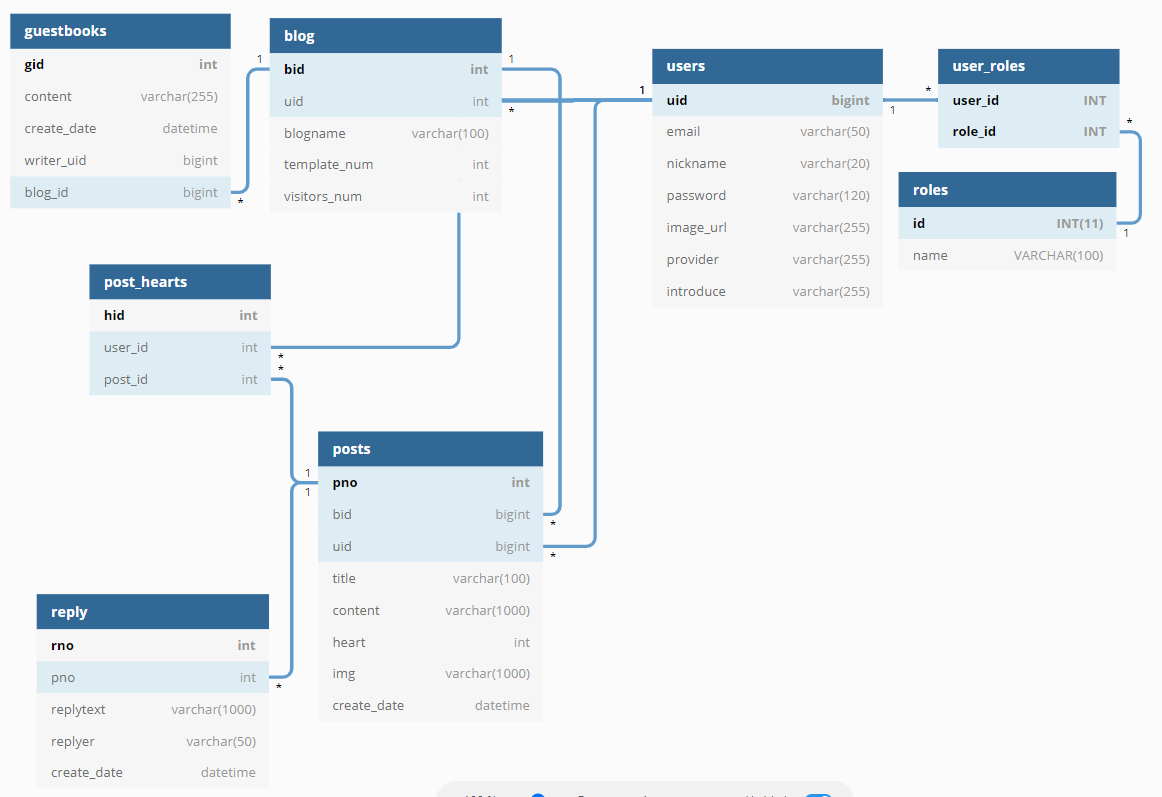 guestbooks
gid int
content varchar(255)
create_date datetime
writer_uid bigint
blog_id bigint
1
*
blog
bid int
uid int
blogname varchar(100)
template_num int
visitors_num int
1
*
users
uid bigint
email varchar(50)
nickname varchar(20)
password varchar(120)
image_url varchar(255)
provider varchar(255)
introduce varchar(255)
1
1
user_roles
user_id INT
role_id INT
*
*
roles
id INT(11)
name VARCHAR(100)
1
post_hearts
hid int
user_id int
post_id int
*
*
posts
pno int
bid bigint
uid bigint
title varchar(100)
content varchar(1000)
heart int
img varchar(1000)
create_date datetime
1
1
*
*
reply
rno int
pno int
replytext varchar(1000)
replyer varchar(50)
create_date datetime
*